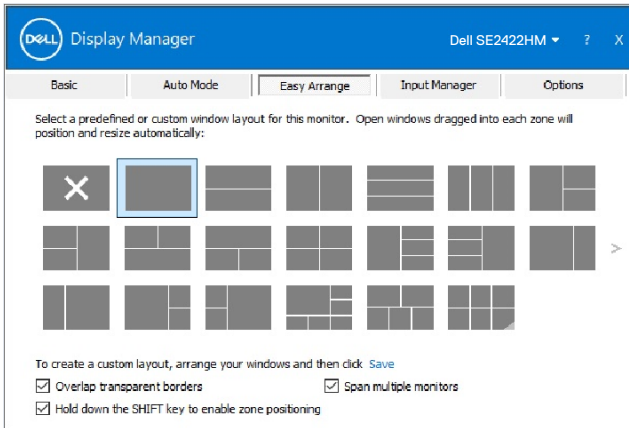 DELL Display Manager Dell SE2422HM ? X
Basic Auto Mode Easy Arrange Input Manager Options
Select a predefined or custom window layout for this monitor. Open windows dragged into each zone will
position and resize automatically:
To create a custom layout, arrange your windows and then click Save
Overlap transparent borders Span multiple monitors
Hold down the SHIFT key to enable zone positioning